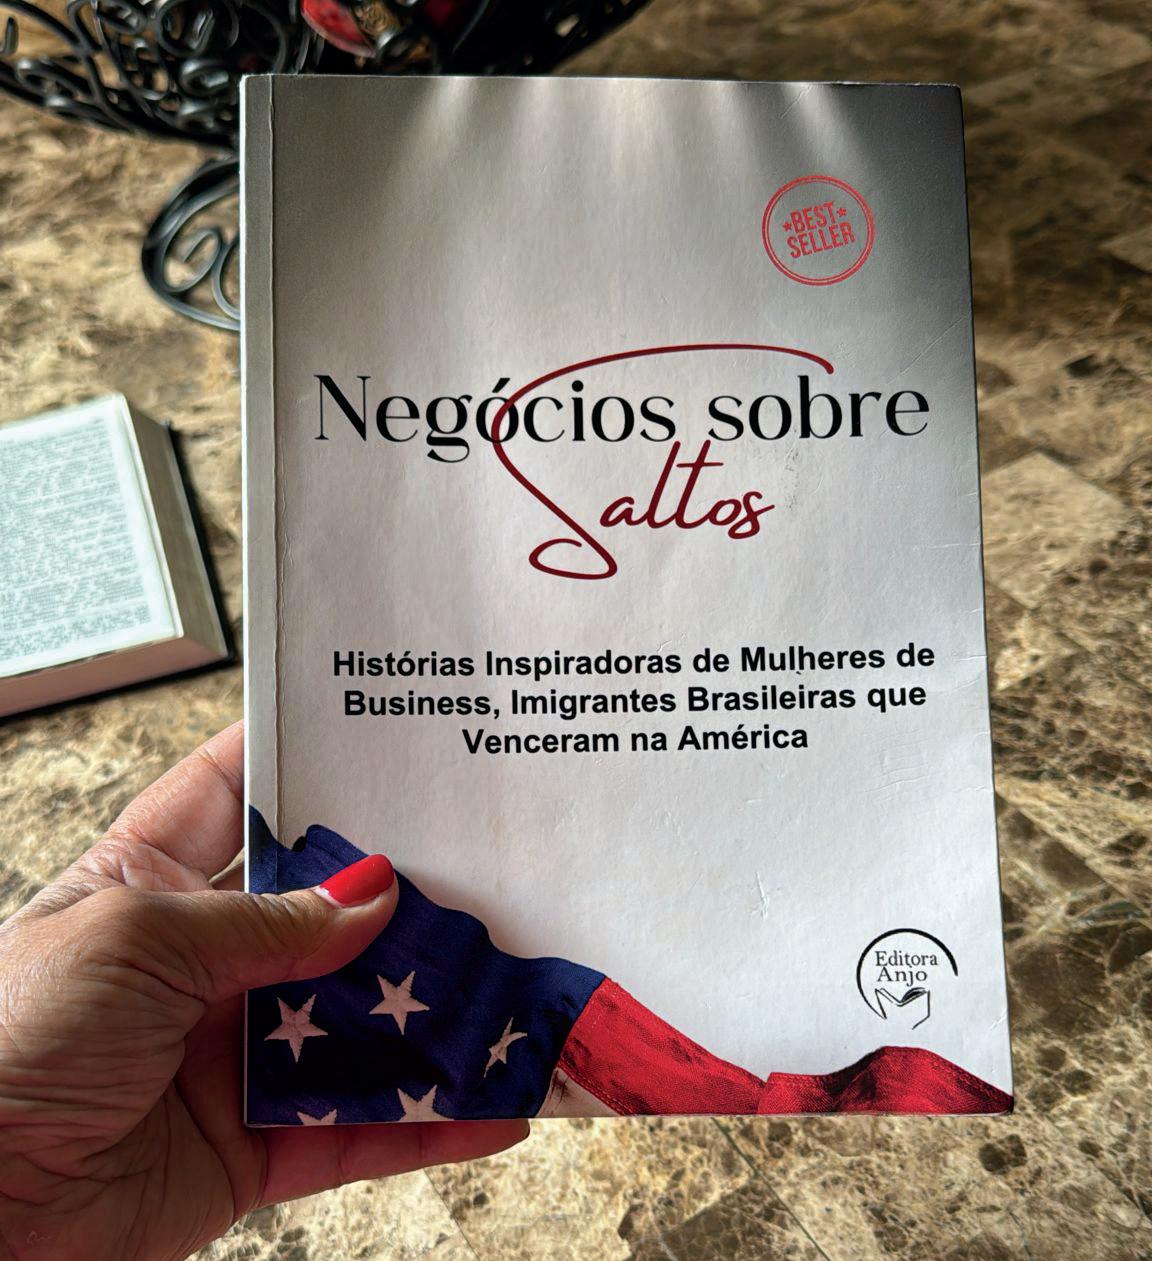 ★BEST★
SELLER
Negócios sobre
Saltos
Histórias Inspiradoras de Mulheres de
Business, Imigrantes Brasileiras que
Venceram na América
Editora
Anjo